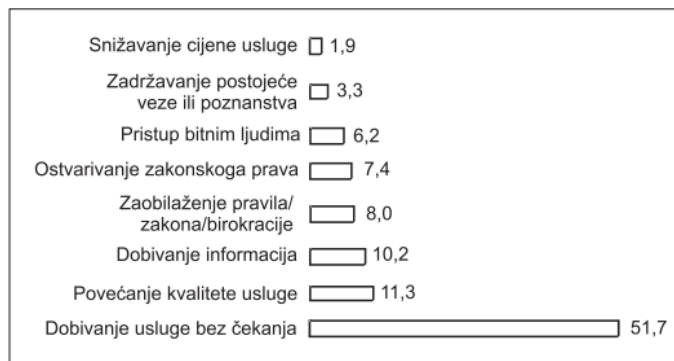 Snižavanje cijene usluge 1,9
Zadržavanje postojeće
veze ili poznanstva 3,3
Pristup bitnim ljudima 6,2
Ostvarivanje zakonskoga prava 7,4
Zaobilaženje pravila/
zakona/birokracije 8,0
Dobivanje informacija 10,2
Povećanje kvalitete usluge 11,3
Dobivanje usluge bez čekanja 51,7